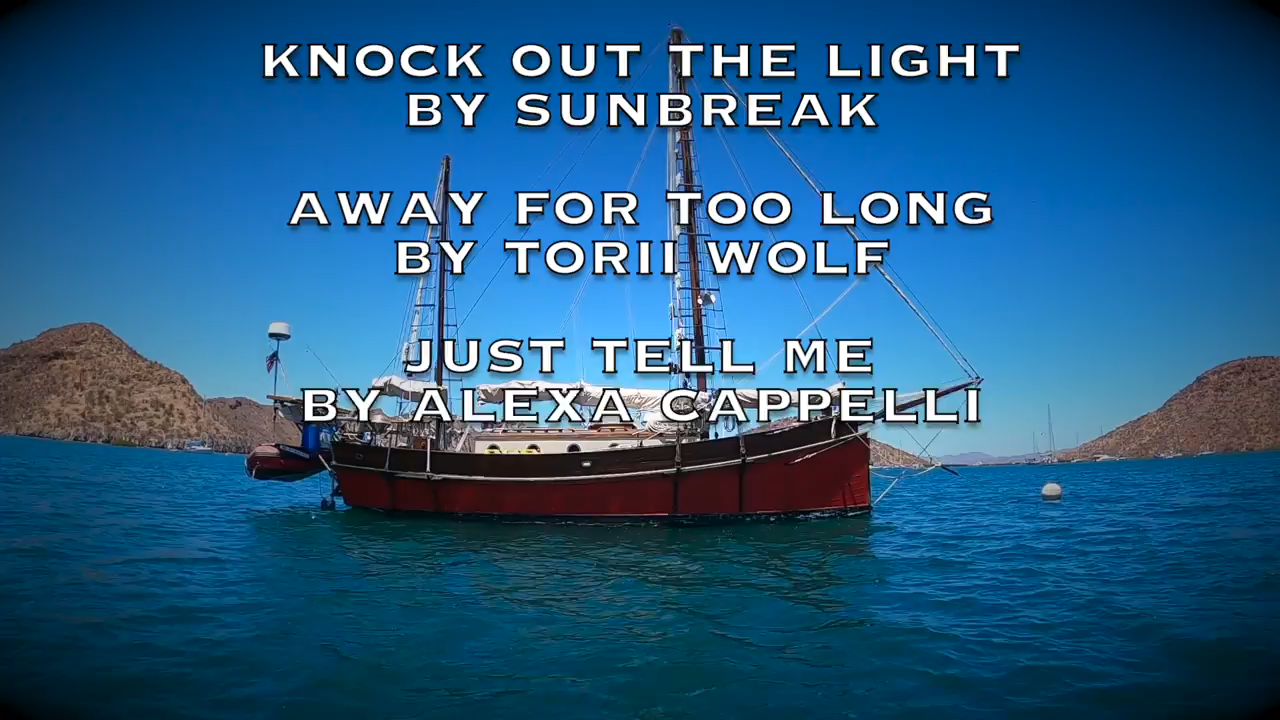 KNOCK OUT THE LIGHT
BY SUNBREAK
AWAY FOR TOO LONG
BY TORII WOLF
JUST TELL ME
BY ALEXA CAPPELLI